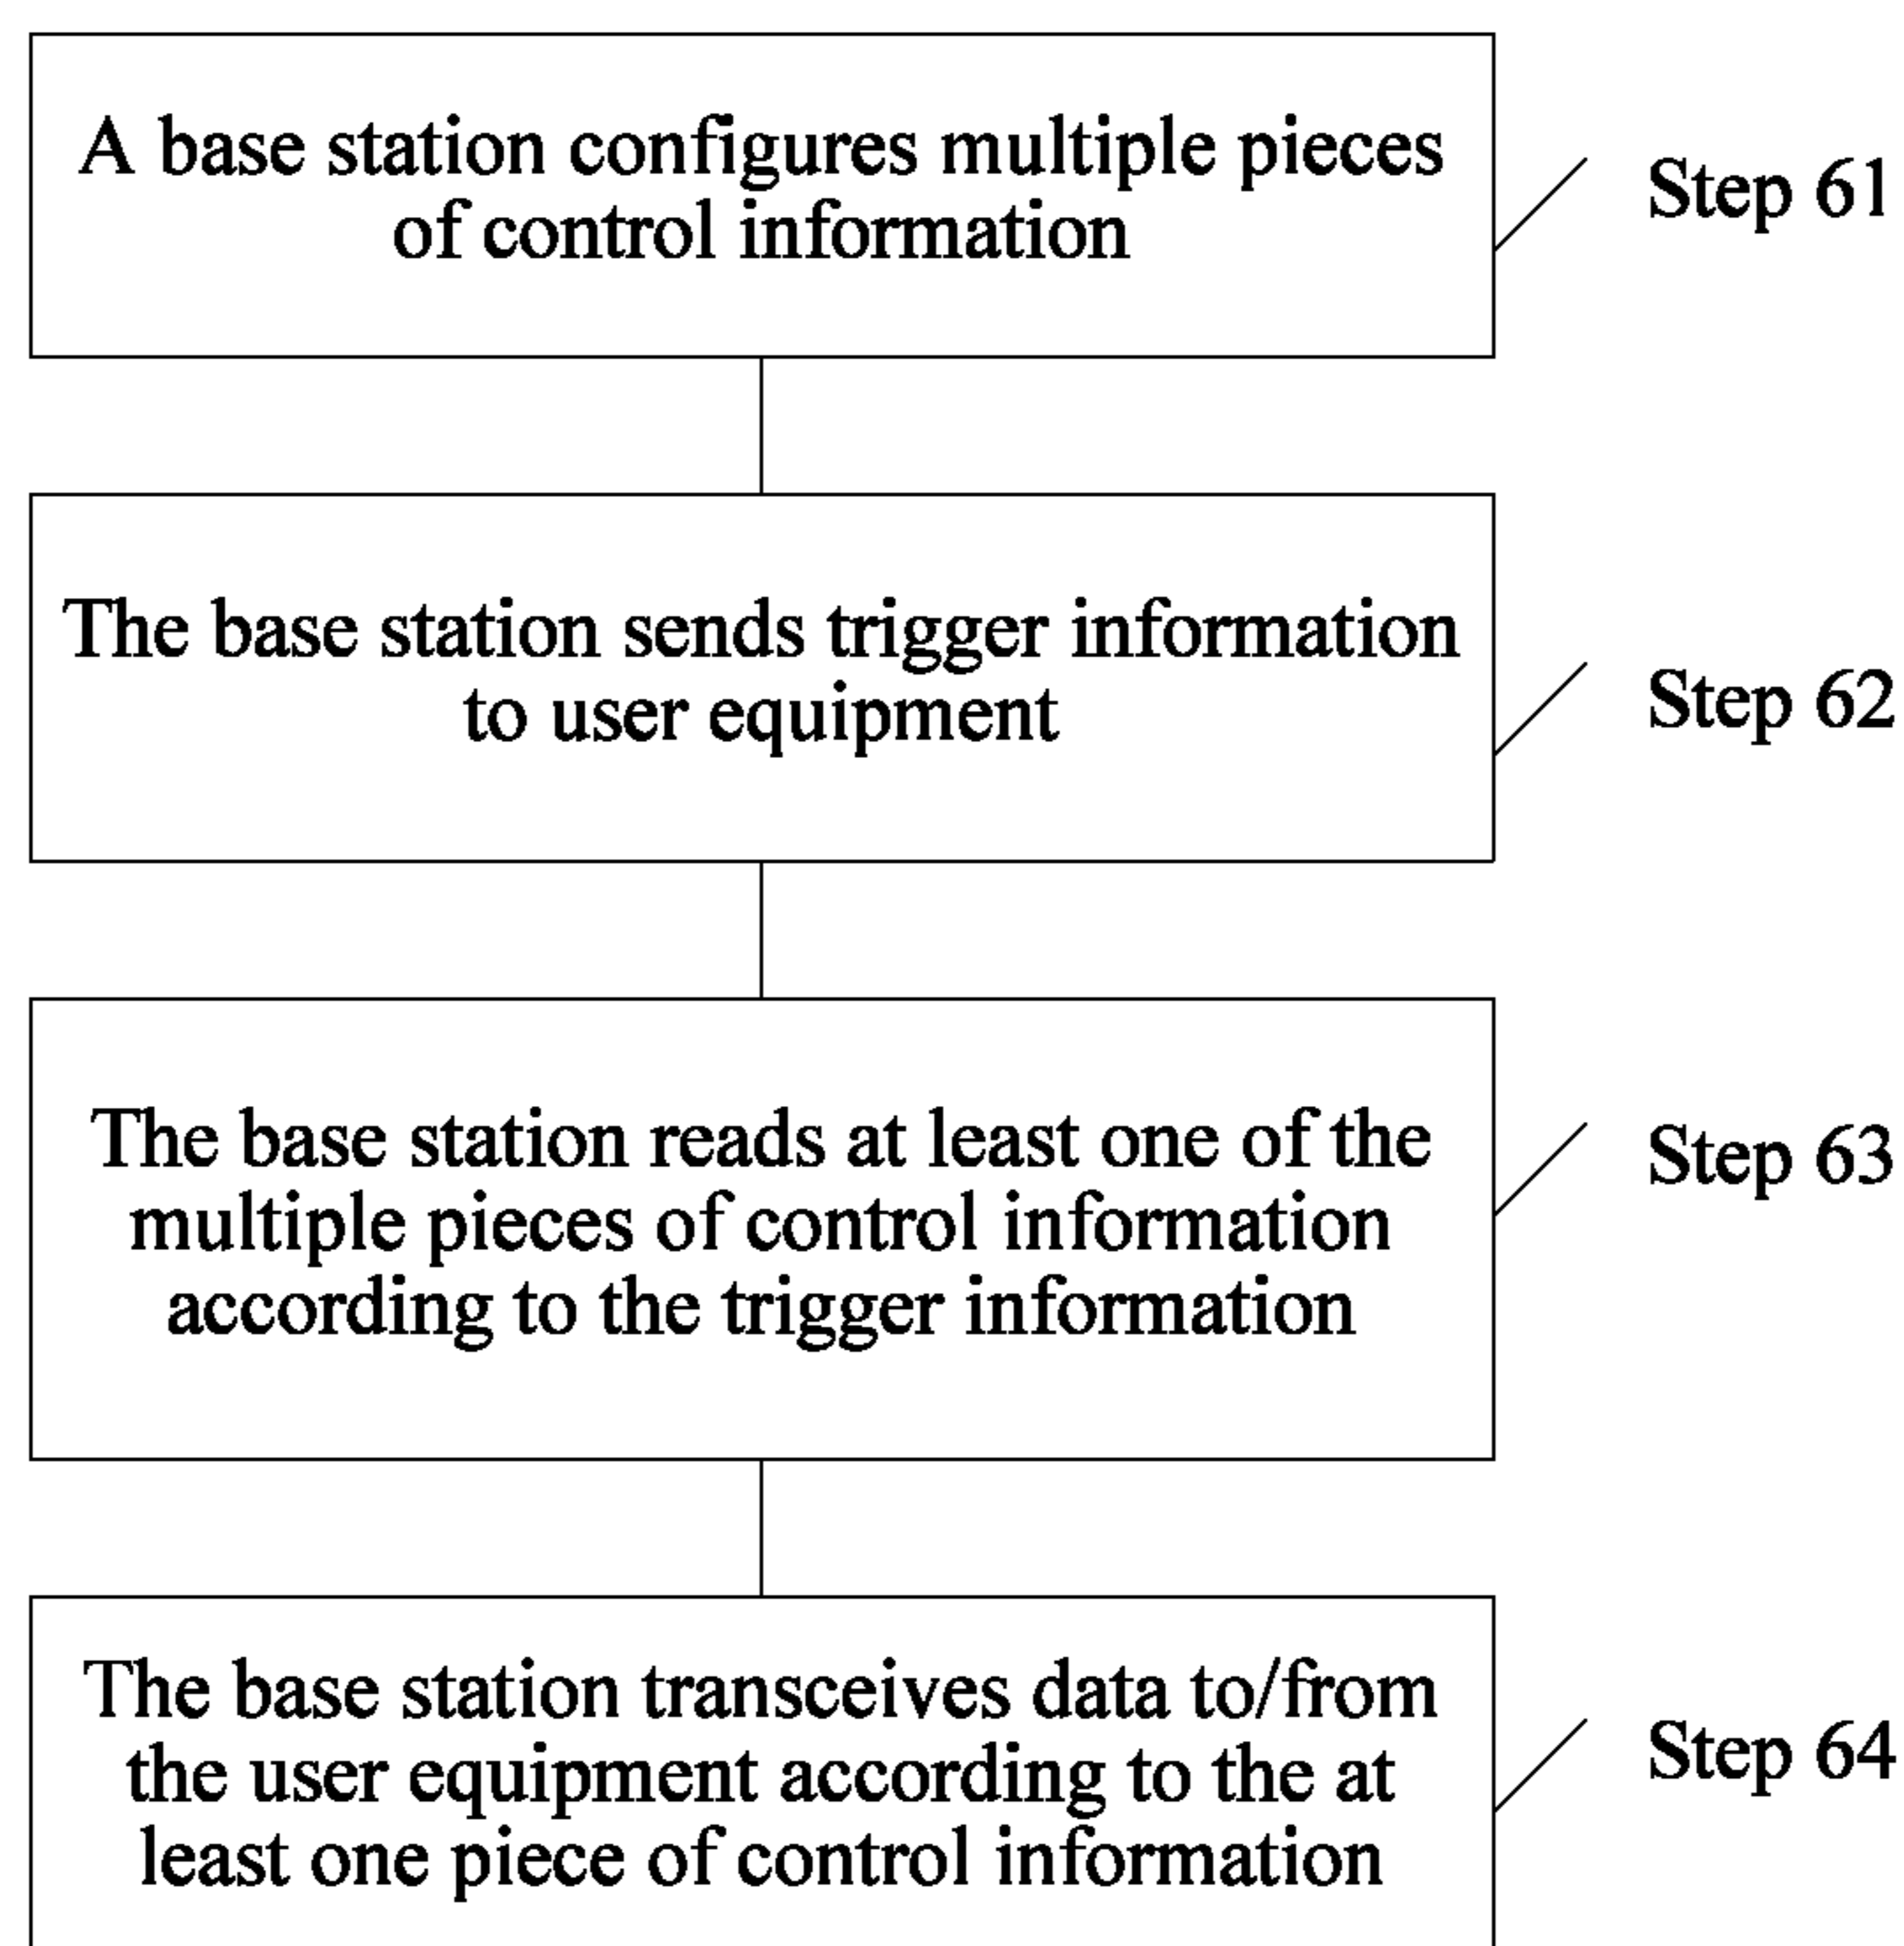 A base station configures multiple pieces
of control information
Step 61
The base station sends trigger information
to user equipment
Step 62
The base station reads at least one of the
multiple pieces of control information
according to the trigger information
Step 63
The base station transceives data to/from
the user equipment according to the at
least one piece of control information
Step 64